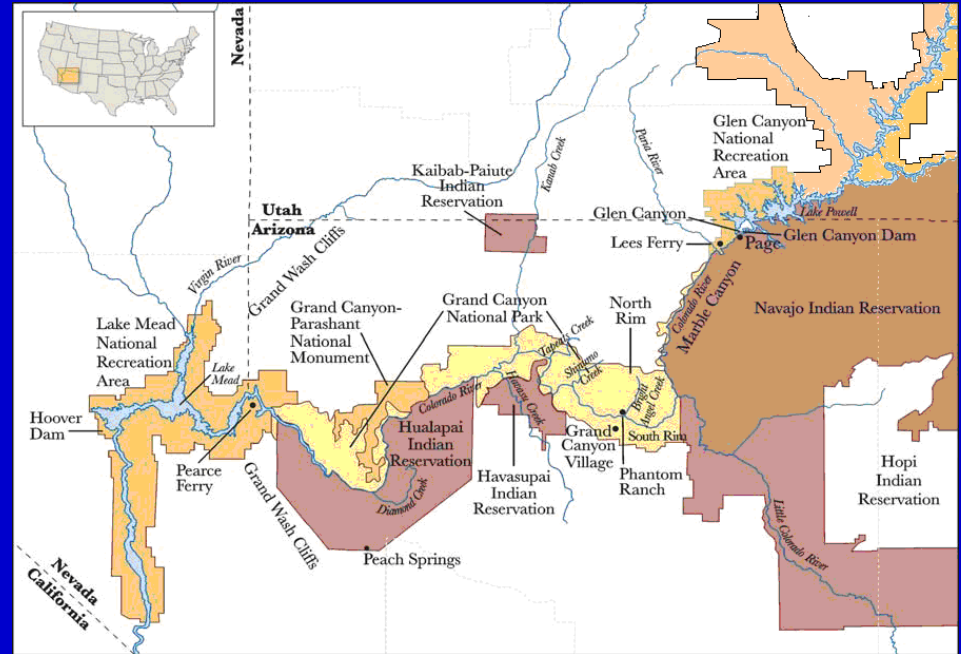 Nevada
Glen Canyon
National
Recreation
Area
Paria River
Kanab Creek
Kaibab-Paiute
Indian
Reservation
Utah
Arizona
Glen Canyon
Lake Powell
Lees Ferry
Page
Glen Canyon Dam
Virgin River
Grand Wash Cliffs
Colorado River
Marble Canyon
Navajo Indian Reservation
Grand Canyon-
Parashant
National
Monument
Grand Canyon
National Park
North
Rim
Lake Mead
National
Recreation
Area
Lake
Mead
Tapeats Creek
Shinumo
Creek
Bright
Angel Creek
Colorado River
Havasu Creek
Hoover
Dam
Hualapai
Indian
Reservation
Grand
Canyon
Village
South Rim
Pearce
Ferry
Grand Wash Cliffs
Diamond Creek
Havasupai
Indian
Reservation
Phantom
Ranch
Hopi
Indian
Reservation
Peach Springs
Little Colorado River
Nevada
California